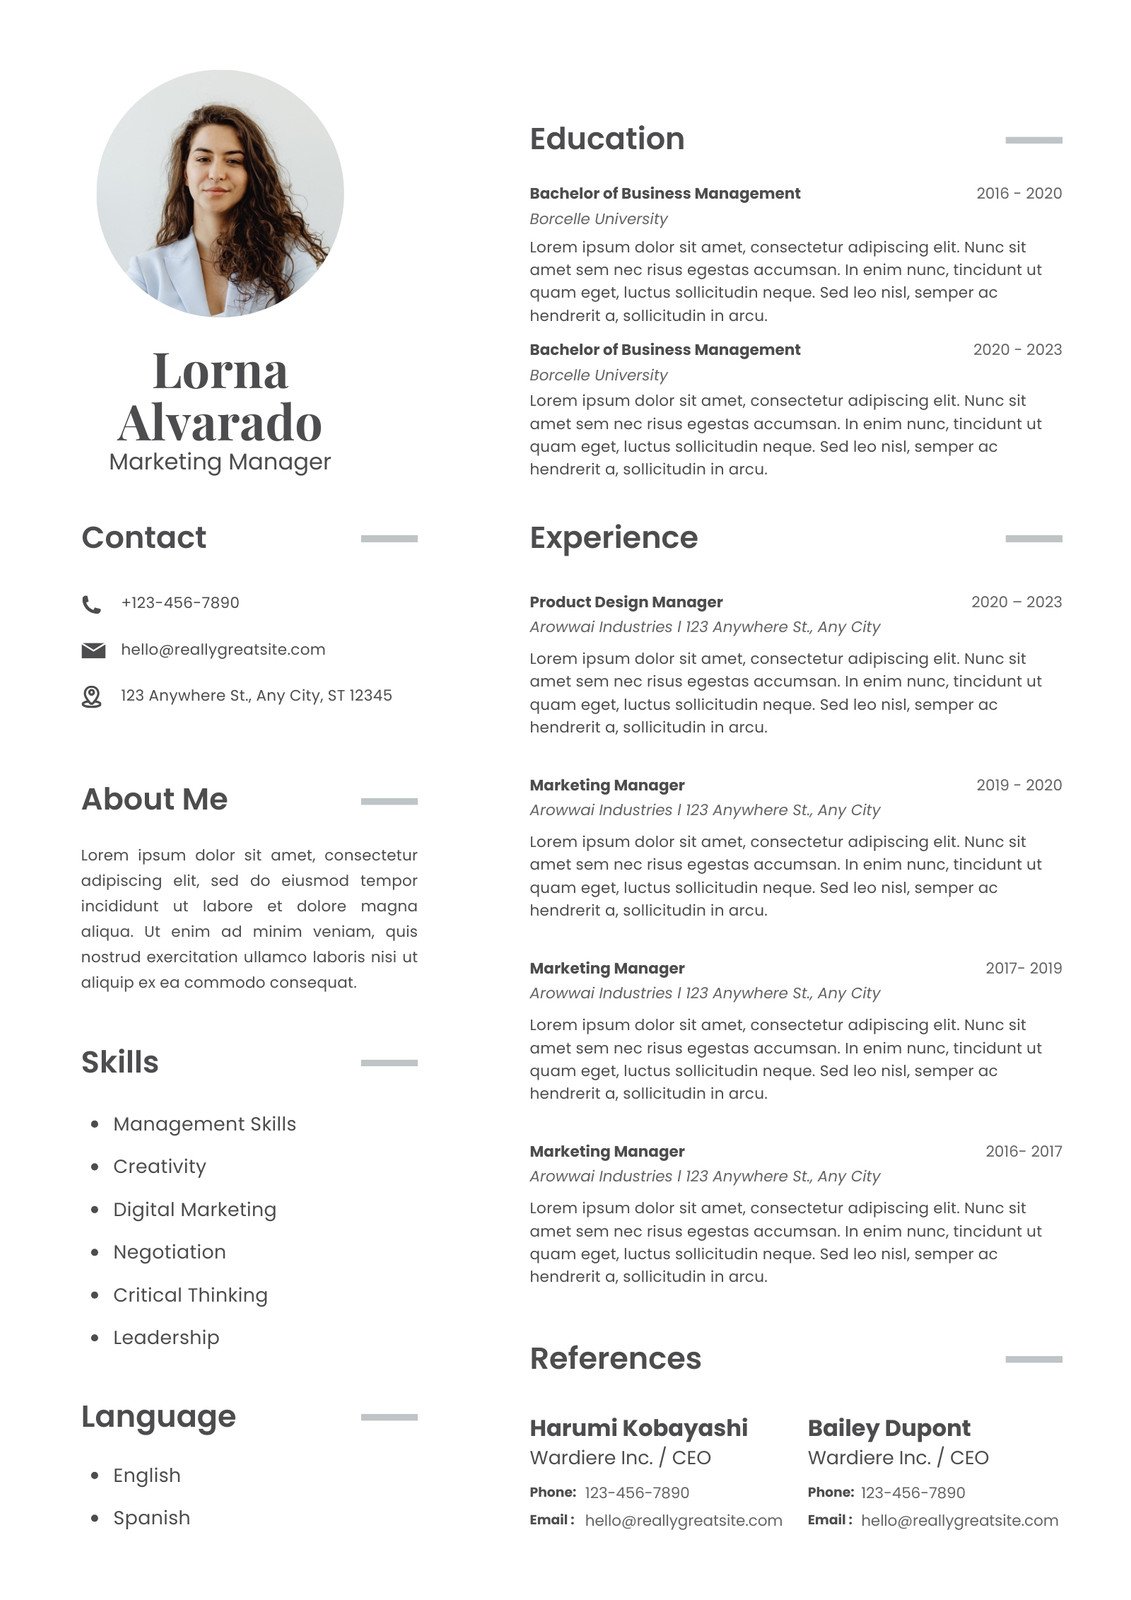 Lorna
Alvarado
Marketing Manager
Contact
+123-456-7890
hello@reallygreatsite.com
123 Anywhere St., Any City, ST 12345
About Me
Lorem ipsum dolor sit amet, consectetur
adipiscing elit, sed do eiusmod tempor
incididunt ut labore et dolore magna
aliqua. Ut enim ad minim veniam, quis
nostrud exercitation ullamco laboris nisi ut
aliquip ex ea commodo consequat.
Skills
• Management Skills
• Creativity
• Digital Marketing
• Negotiation
• Critical Thinking
• Leadership
Language
• English
• Spanish
Education
Bachelor of Business Management 2016 - 2020
Borcelle University
Lorem ipsum dolor sit amet, consectetur adipiscing elit. Nunc sit
amet sem nec risus egestas accumsan. In enim nunc, tincidunt ut
quam eget, luctus sollicitudin neque. Sed leo nisl, semper ac
hendrerit a, sollicitudin in arcu.
Bachelor of Business Management 2020 - 2023
Borcelle University
Lorem ipsum dolor sit amet, consectetur adipiscing elit. Nunc sit
amet sem nec risus egestas accumsan. In enim nunc, tincidunt ut
quam eget, luctus sollicitudin neque. Sed leo nisl, semper ac
hendrerit a, sollicitudin in arcu.
Experience
Product Design Manager 2020 – 2023
Arowwai Industries l 123 Anywhere St., Any City
Lorem ipsum dolor sit amet, consectetur adipiscing elit. Nunc sit
amet sem nec risus egestas accumsan. In enim nunc, tincidunt ut
quam eget, luctus sollicitudin neque. Sed leo nisl, semper ac
hendrerit a, sollicitudin in arcu.
Marketing Manager 2019 - 2020
Arowwai Industries l 123 Anywhere St., Any City
Lorem ipsum dolor sit amet, consectetur adipiscing elit. Nunc sit
amet sem nec risus egestas accumsan. In enim nunc, tincidunt ut
quam eget, luctus sollicitudin neque. Sed leo nisl, semper ac
hendrerit a, sollicitudin in arcu.
Marketing Manager 2017- 2019
Arowwai Industries l 123 Anywhere St., Any City
Lorem ipsum dolor sit amet, consectetur adipiscing elit. Nunc sit
amet sem nec risus egestas accumsan. In enim nunc, tincidunt ut
quam eget, luctus sollicitudin neque. Sed leo nisl, semper ac
hendrerit a, sollicitudin in arcu.
Marketing Manager 2016- 2017
Arowwai Industries l 123 Anywhere St., Any City
Lorem ipsum dolor sit amet, consectetur adipiscing elit. Nunc sit
amet sem nec risus egestas accumsan. In enim nunc, tincidunt ut
quam eget, luctus sollicitudin neque. Sed leo nisl, semper ac
hendrerit a, sollicitudin in arcu.
References
Harumi Kobayashi
Wardiere Inc. / CEO
Phone: 123-456-7890
Email : hello@reallygreatsite.com
Bailey Dupont
Wardiere Inc. / CEO
Phone: 123-456-7890
Email : hello@reallygreatsite.com